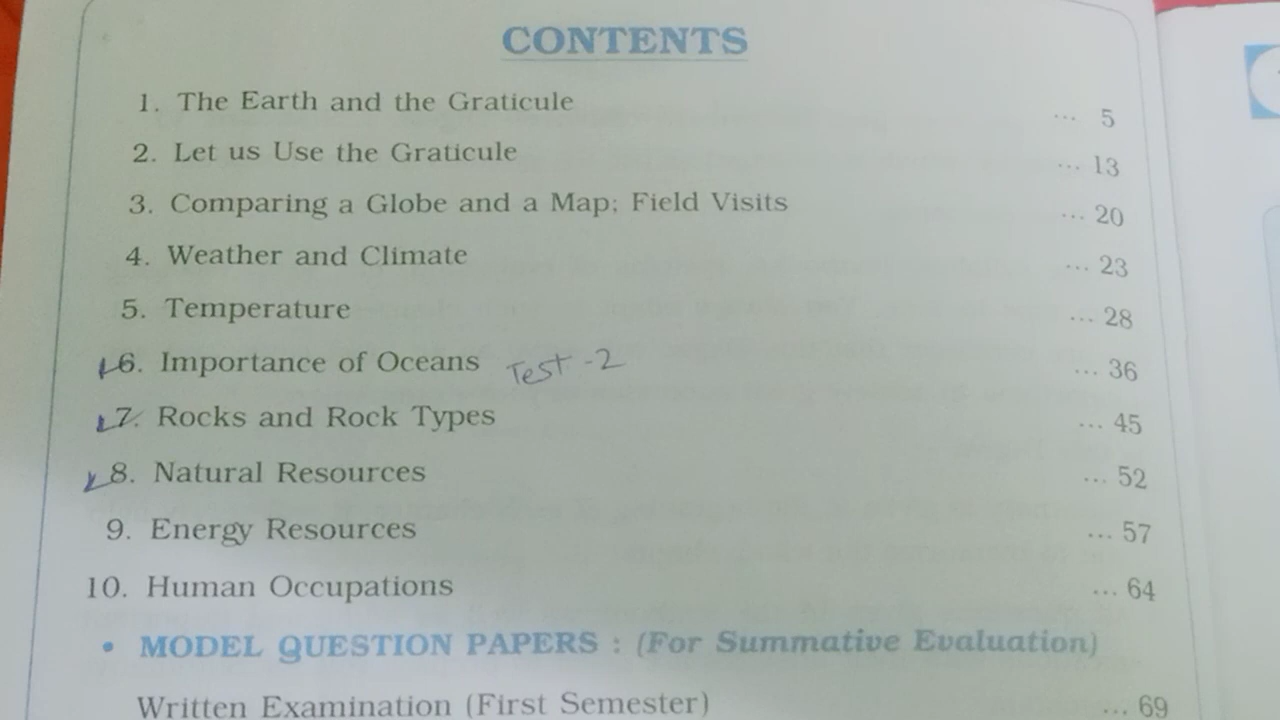 CONTENTS
1. The Earth and the Graticule ... 5
2. Let us Use the Graticule ... 13
3. Comparing a Globe and a Map; Field Visits ... 20
4. Weather and Climate ... 23
5. Temperature ... 28
6. Importance of Oceans Test-2 ... 36
7. Rocks and Rock Types ... 45
8. Natural Resources ... 52
9. Energy Resources ... 57
10. Human Occupations ... 64
• MODEL QUESTION PAPERS : (For Summative Evaluation)
Written Examination (First Semester) ... 69